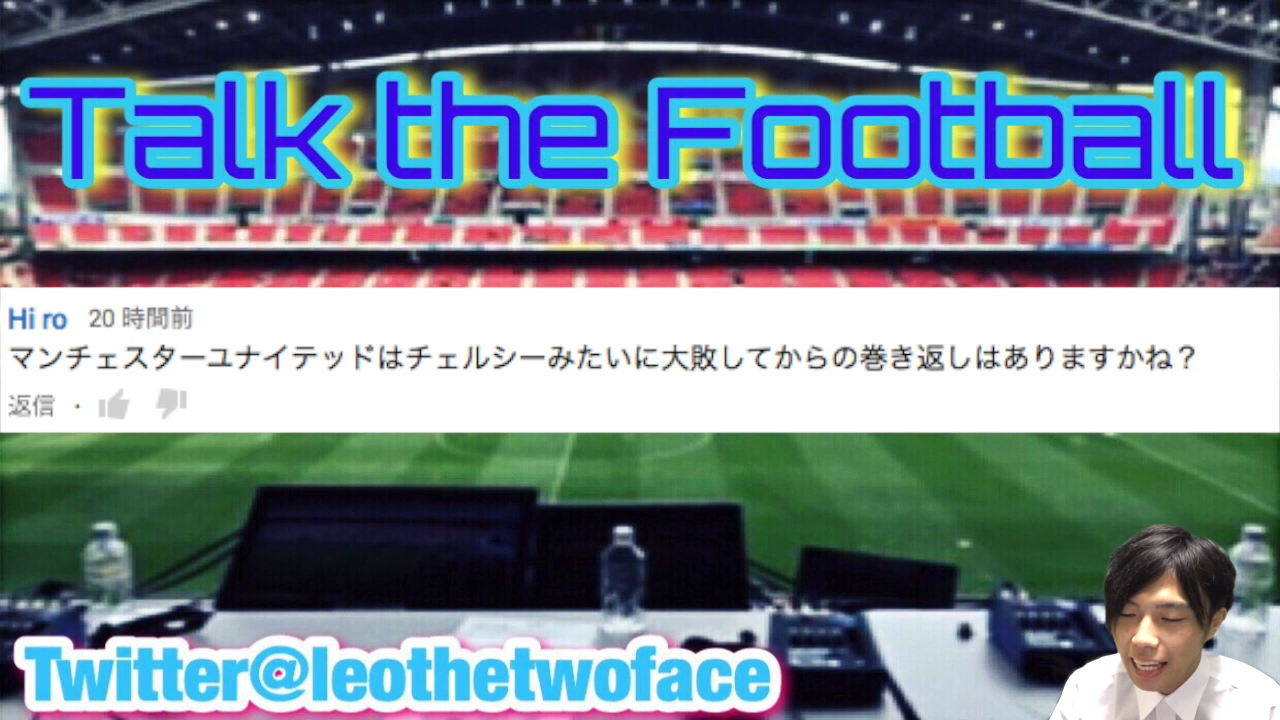 Talk the Football
Hi ro 20 時間前
マンチェスターユナイテッドはチェルシーみたいに大敗してからの巻き返しはありますかね？
返信 ·
Twitter@leothetwoface